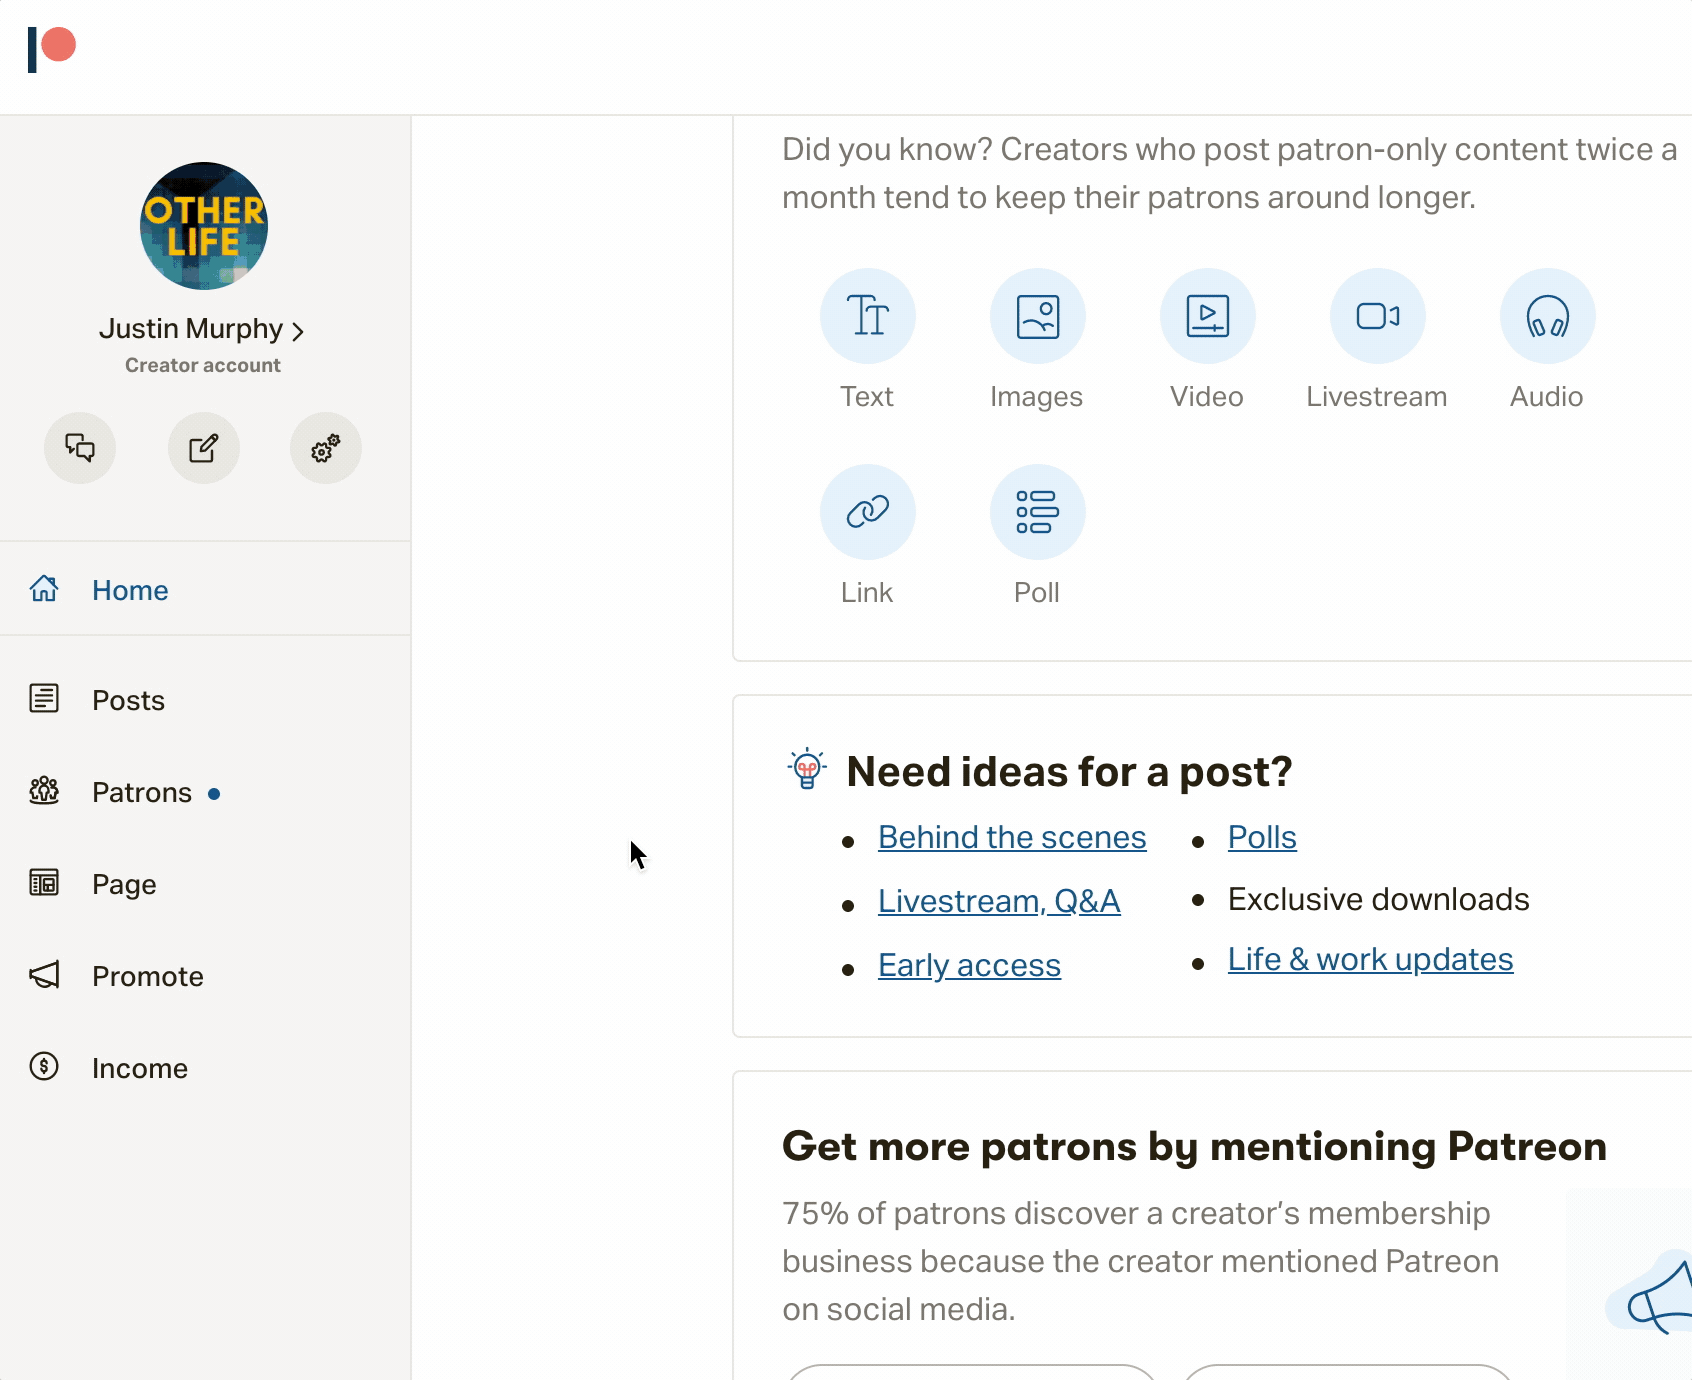 OTHER
LIFE
Justin Murphy
Creator account
Home
Posts
Patrons
Page
Promote
Income
Did you know? Creators who post patron-only content twice a
month tend to keep their patrons around longer.
Text
Images
Video
Livestream
Audio
Link
Poll
Need ideas for a post?
Behind the scenes
Livestream, Q&A
Early access
Polls
Exclusive downloads
Life & work updates
Get more patrons by mentioning Patreon
75% of patrons discover a creator’s membership
business because the creator mentioned Patreon
on social media.